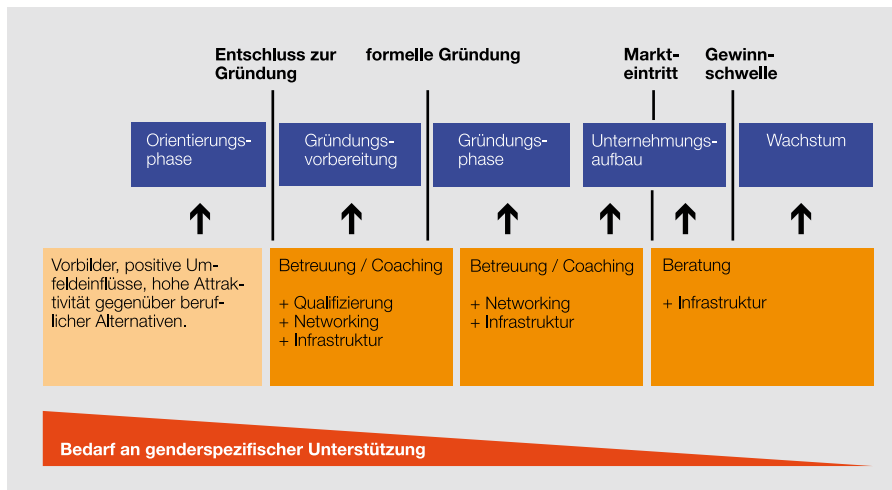 Entschluss zur
Gründung
formelle Gründung
Markt-
eintritt
Gewinn-
schwelle
Orientierungs-
phase
Gründungs-
vorbereitung
Gründungs-
phase
Unternehmungs-
aufbau
Wachstum
Vorbilder, positive Um-
feldeinflüsse, hohe Attrak-
tivität gegenüber beruf-
licher Alternativen.
Betreuung / Coaching
+ Qualifizierung
+ Networking
+ Infrastruktur
Betreuung / Coaching
+ Networking
+ Infrastruktur
Beratung
+ Infrastruktur
Bedarf an genderspezifischer Unterstützung